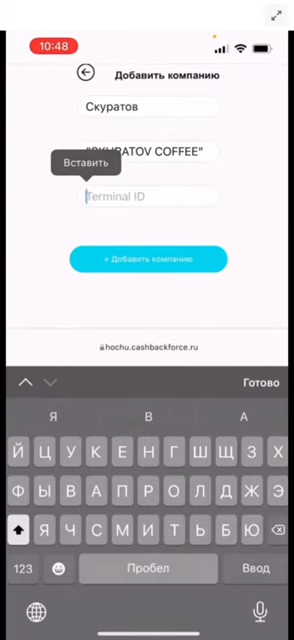 10:48
Добавить компанию
Скуратов
"SKURATOV COFFEE"
Вставить
Terminal ID
+ Добавить компанию
hochu.cashbackforce.ru
Готово
Я В А
Й Ц У К Е Н Г Ш Щ З Х
Ф Ы В А П Р О Л Д Ж Э
Я Ч С М И Т Ь Б Ю
123 Пробел Ввод